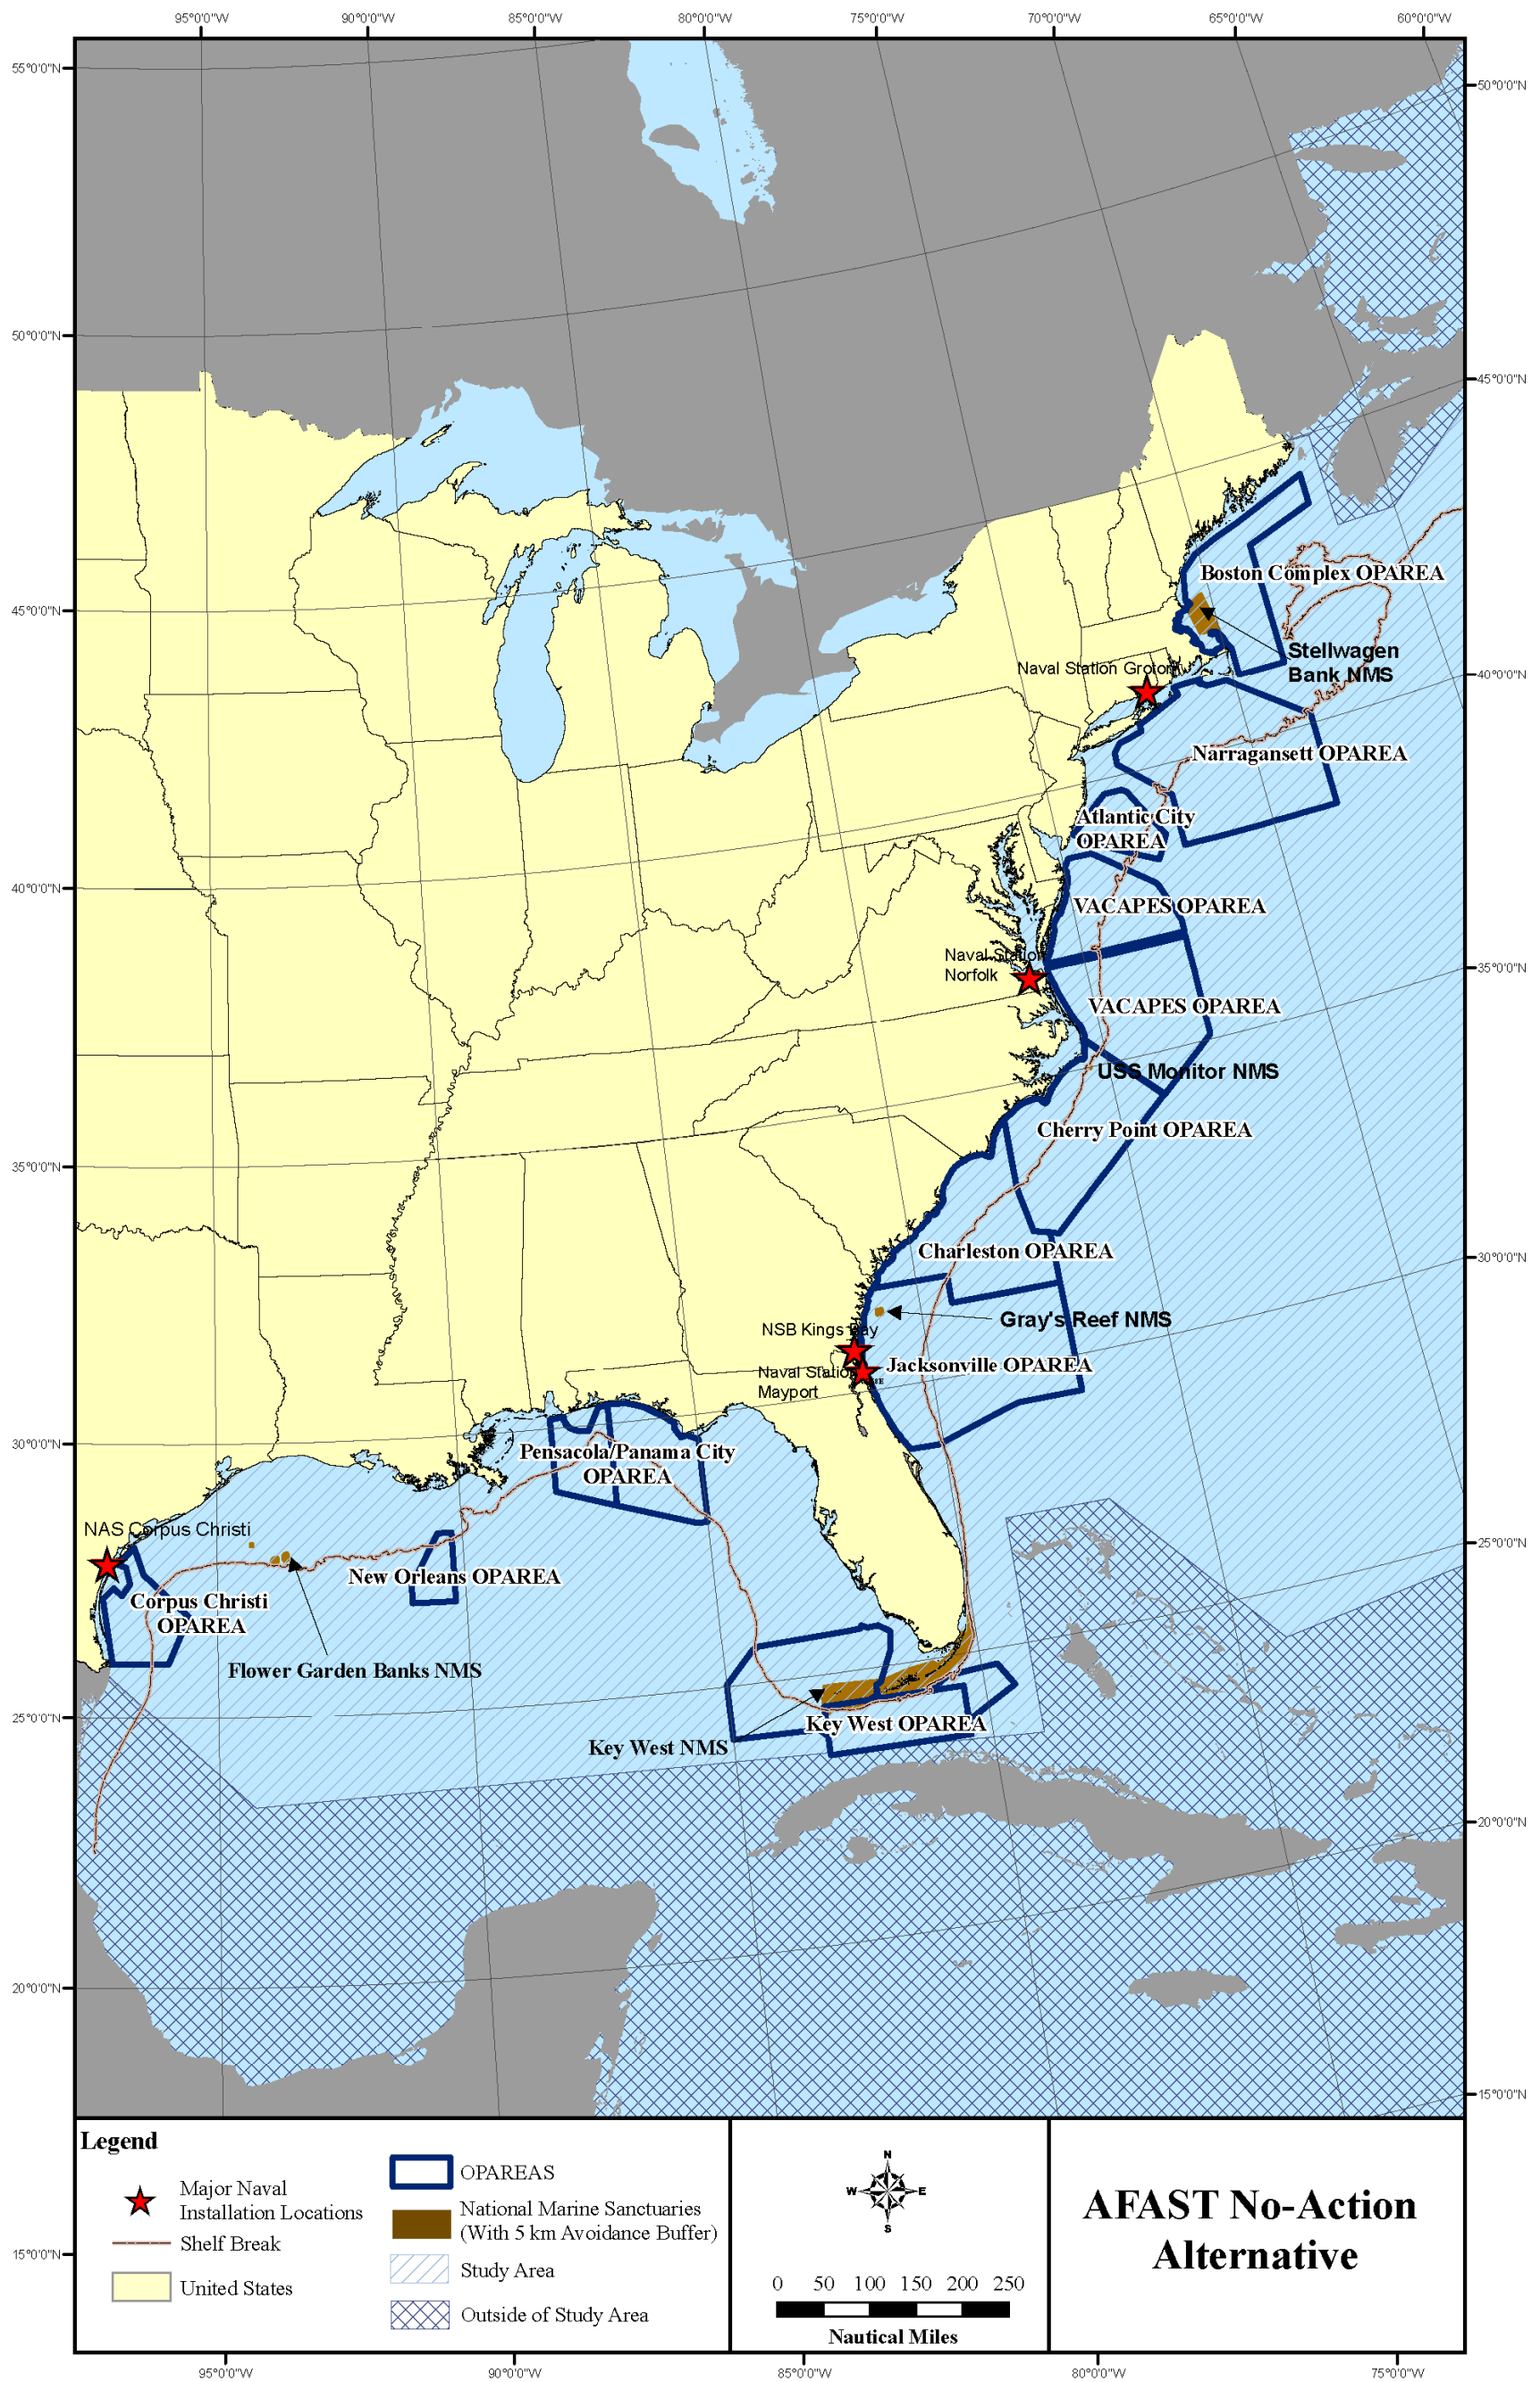 95°0'0"W 90°0'0"W 85°0'0"W 80°0'0"W 75°0'0"W 70°0'0"W 65°0'0"W 60°0'0"W
55°0'0"N
50°0'0"N
50°0'0"N
45°0'0"N
Boston Complex OPAREA
45°0'0"N
Stellwagen
Bank NMS
Naval Station Groton
40°0'0"N
Narragansett OPAREA
Atlantic City
OPAREA
40°0'0"N
VACAPES OPAREA
Naval Station
Norfolk
35°0'0"N
VACAPES OPAREA
USS Monitor NMS
Cherry Point OPAREA
35°0'0"N
Charleston OPAREA
30°0'0"N
Gray's Reef NMS
NSB Kings Bay
Jacksonville OPAREA
Naval Station
Mayport
30°0'0"N
Pensacola/Panama City
OPAREA
NAS Corpus Christi
25°0'0"N
New Orleans OPAREA
Corpus Christi
OPAREA
Flower Garden Banks NMS
25°0'0"N
Key West OPAREA
Key West NMS
20°0'0"N
20°0'0"N
15°0'0"N
Legend
Major Naval
Installation Locations
Shelf Break
United States
OPAREAS
National Marine Sanctuaries
(With 5 km Avoidance Buffer)
Study Area
Outside of Study Area
N
W E
S
0 50 100 150 200 250
Nautical Miles
AFAST No-Action
Alternative
15°0'0"N
95°0'0"W 90°0'0"W 85°0'0"W 80°0'0"W 75°0'0"W